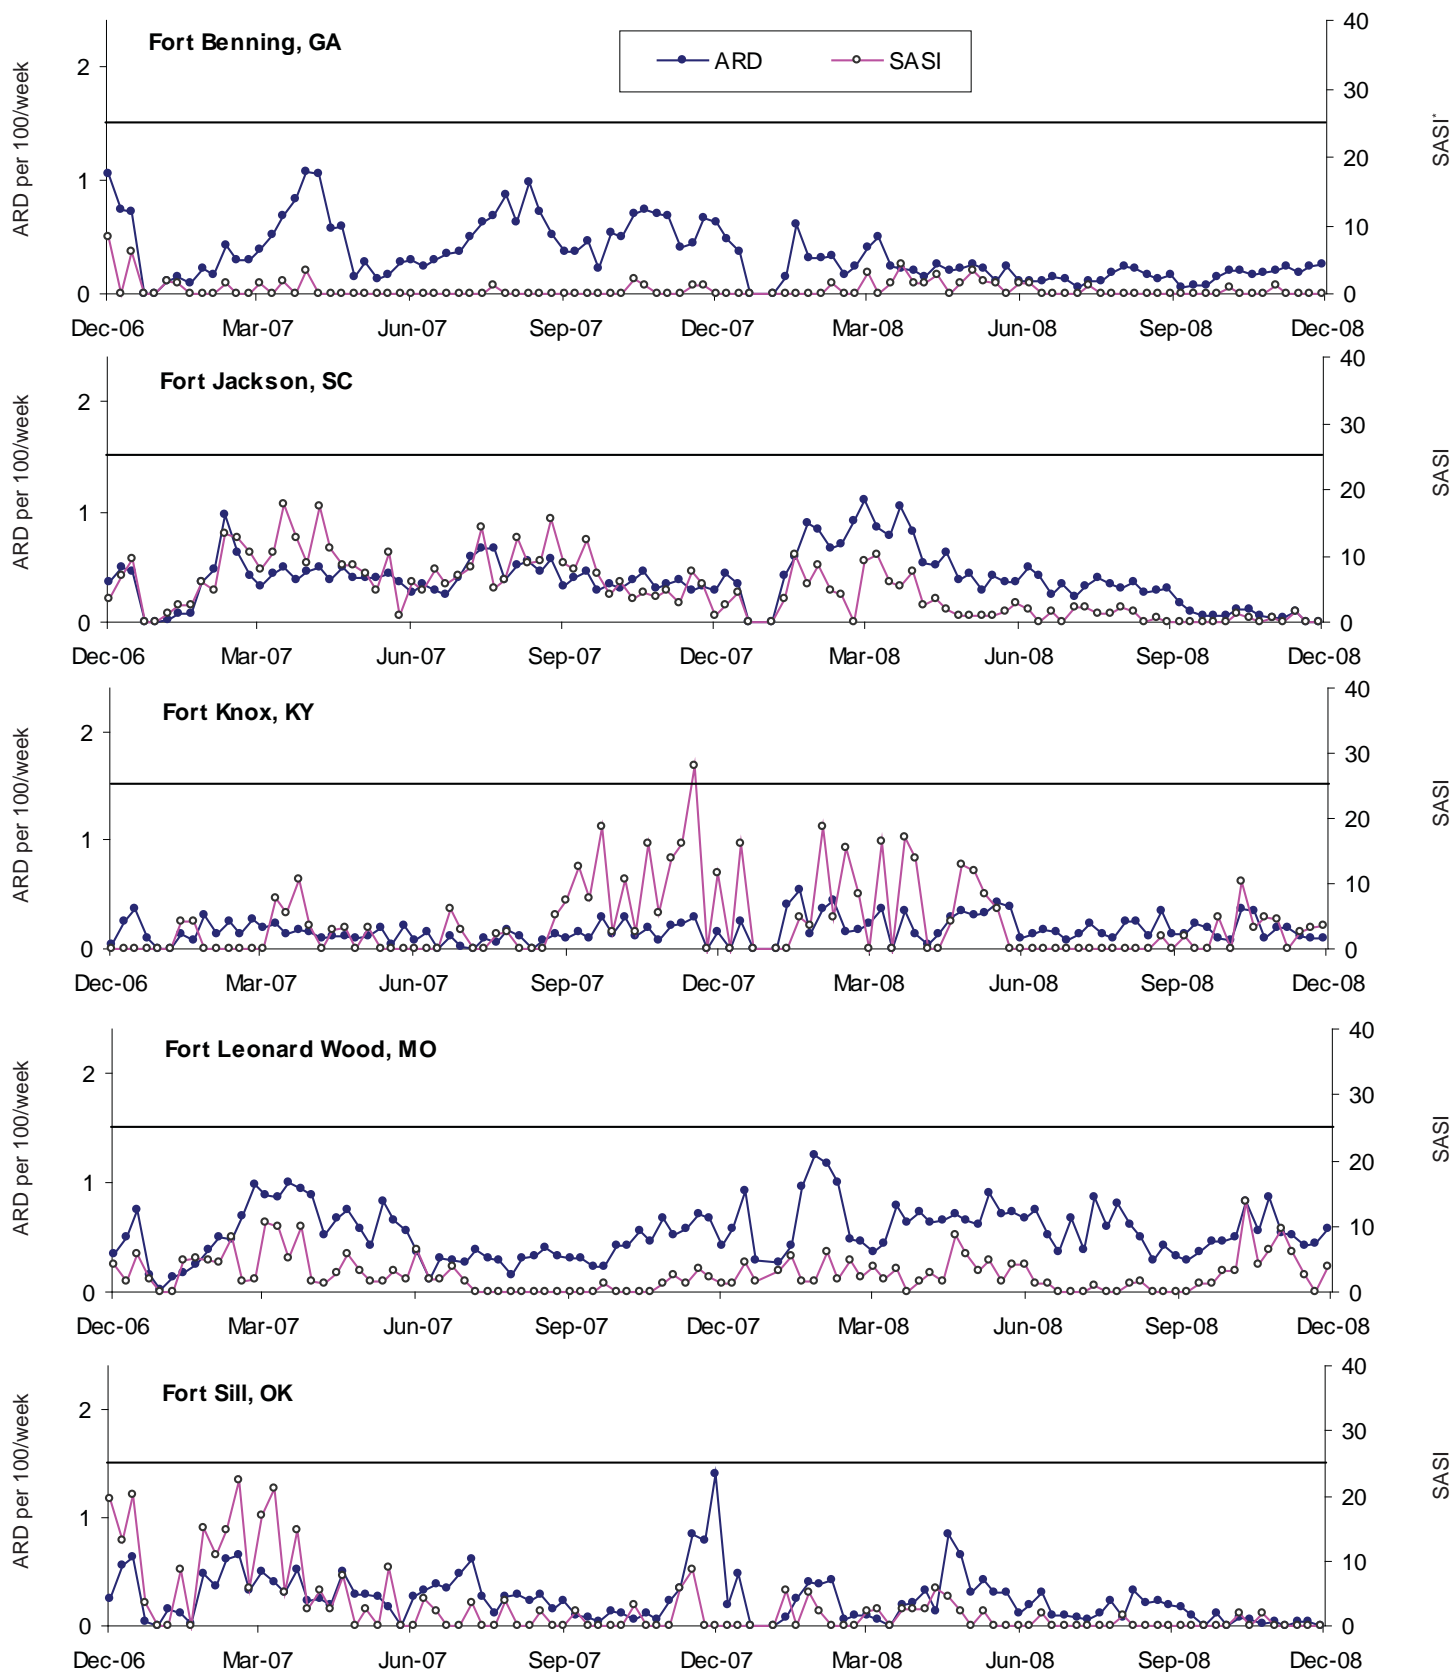 Fort Benning, GA
ARD
SASI
ARD per 100/week
2
1
0
40
30
20
10
0
SASI*
Dec-06 Mar-07 Jun-07 Sep-07 Dec-07 Mar-08 Jun-08 Sep-08 Dec-08
Fort Jackson, SC
ARD per 100/week
2
1
0
40
30
20
10
0
SASI
Dec-06 Mar-07 Jun-07 Sep-07 Dec-07 Mar-08 Jun-08 Sep-08 Dec-08
Fort Knox, KY
ARD per 100/week
2
1
0
40
30
20
10
0
SASI
Dec-06 Mar-07 Jun-07 Sep-07 Dec-07 Mar-08 Jun-08 Sep-08 Dec-08
Fort Leonard Wood, MO
ARD per 100/week
2
1
0
40
30
20
10
0
SASI
Dec-06 Mar-07 Jun-07 Sep-07 Dec-07 Mar-08 Jun-08 Sep-08 Dec-08
Fort Sill, OK
ARD per 100/week
2
1
0
40
30
20
10
0
SASI
Dec-06 Mar-07 Jun-07 Sep-07 Dec-07 Mar-08 Jun-08 Sep-08 Dec-08